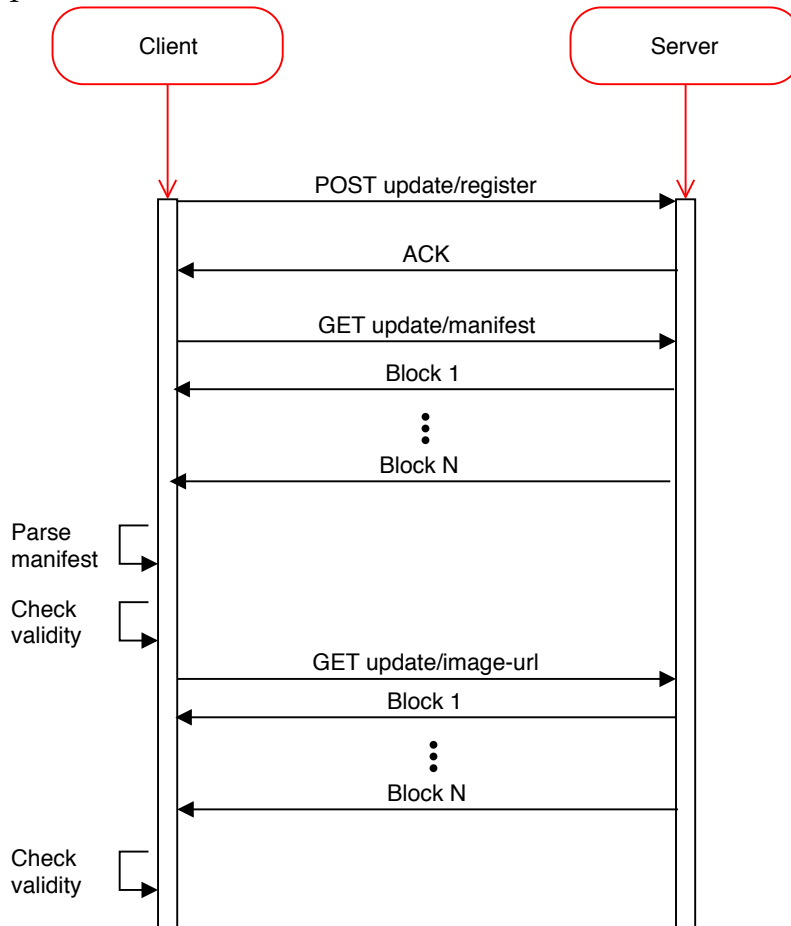 Client
Server
POST update/register
ACK
GET update/manifest
Block 1
Block N
Parse
manifest
Check
validity
GET update/image-url
Block 1
Block N
Check
validity